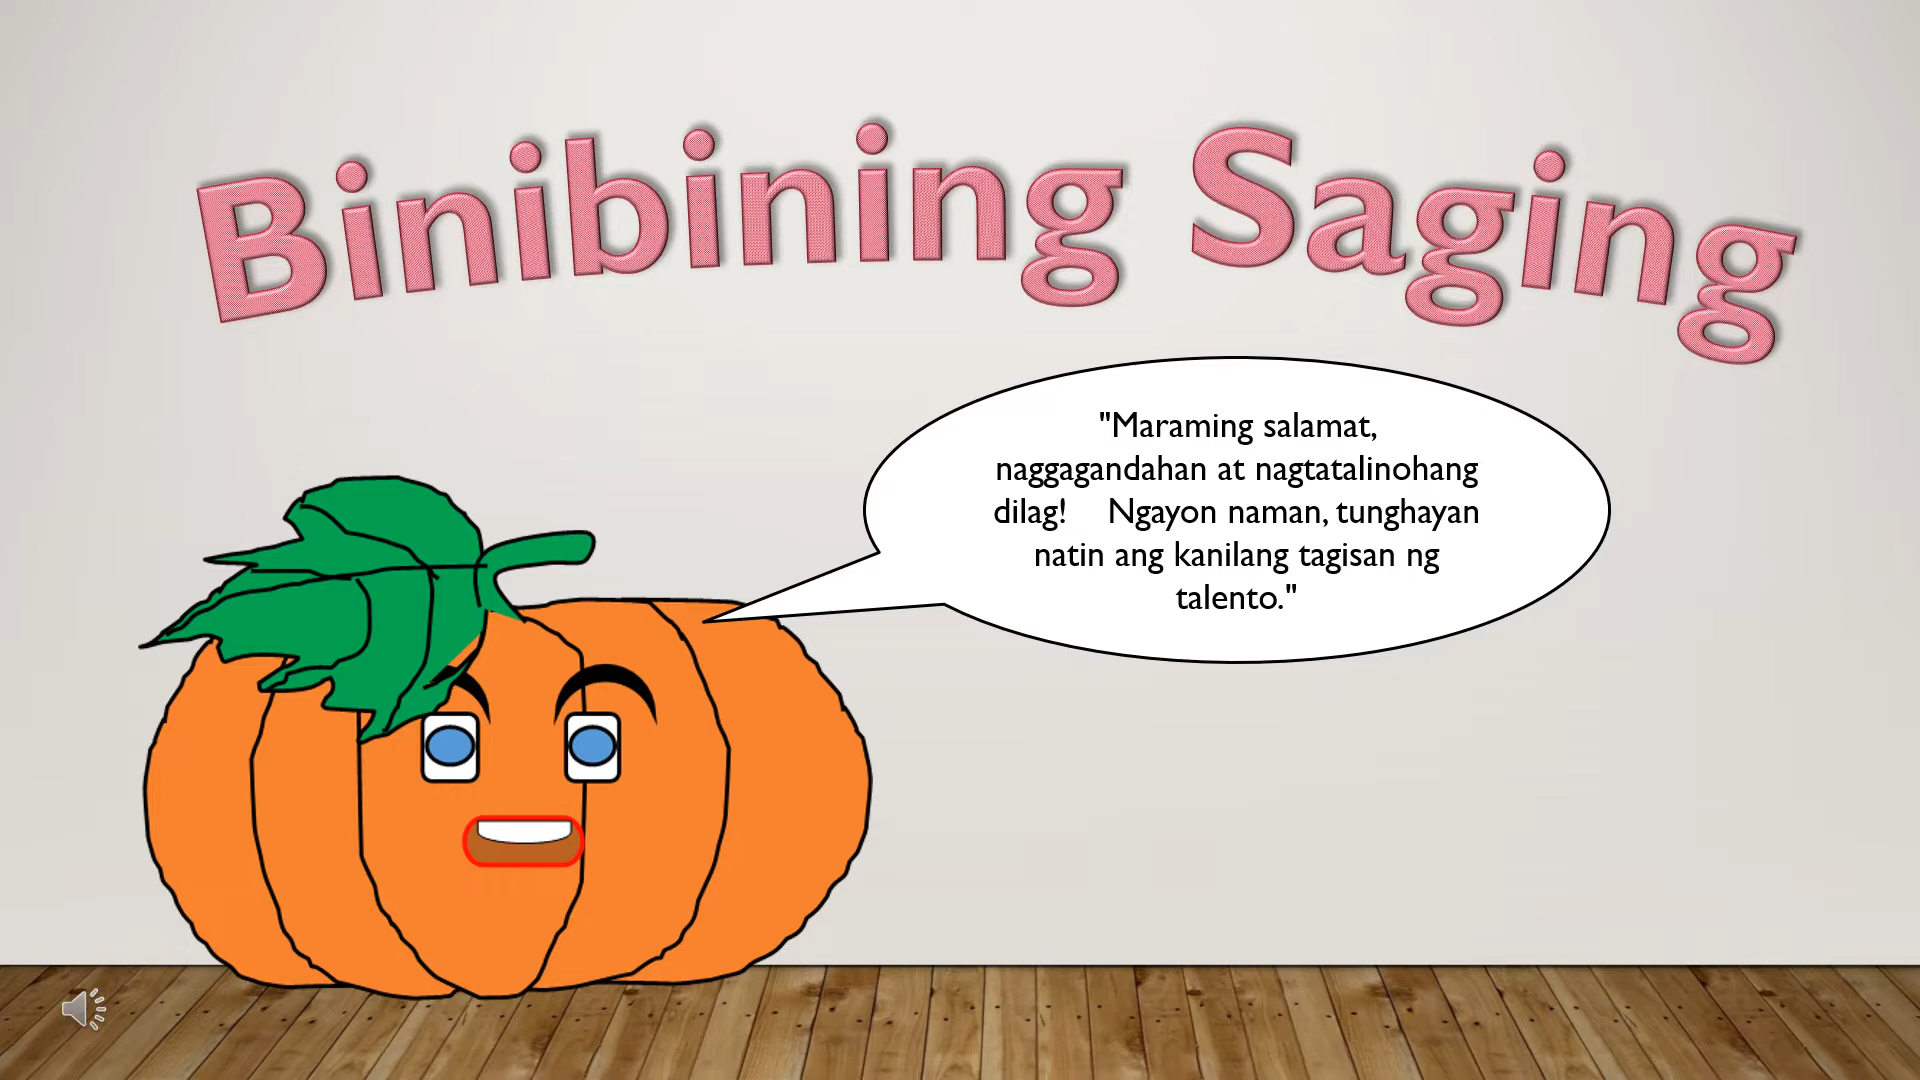 Binibining Saging
"Maraming salamat,
naggagandahan at nagtatalinohang
dilag!    Ngayon naman, tunghayan
natin ang kanilang tagisan ng
talento."